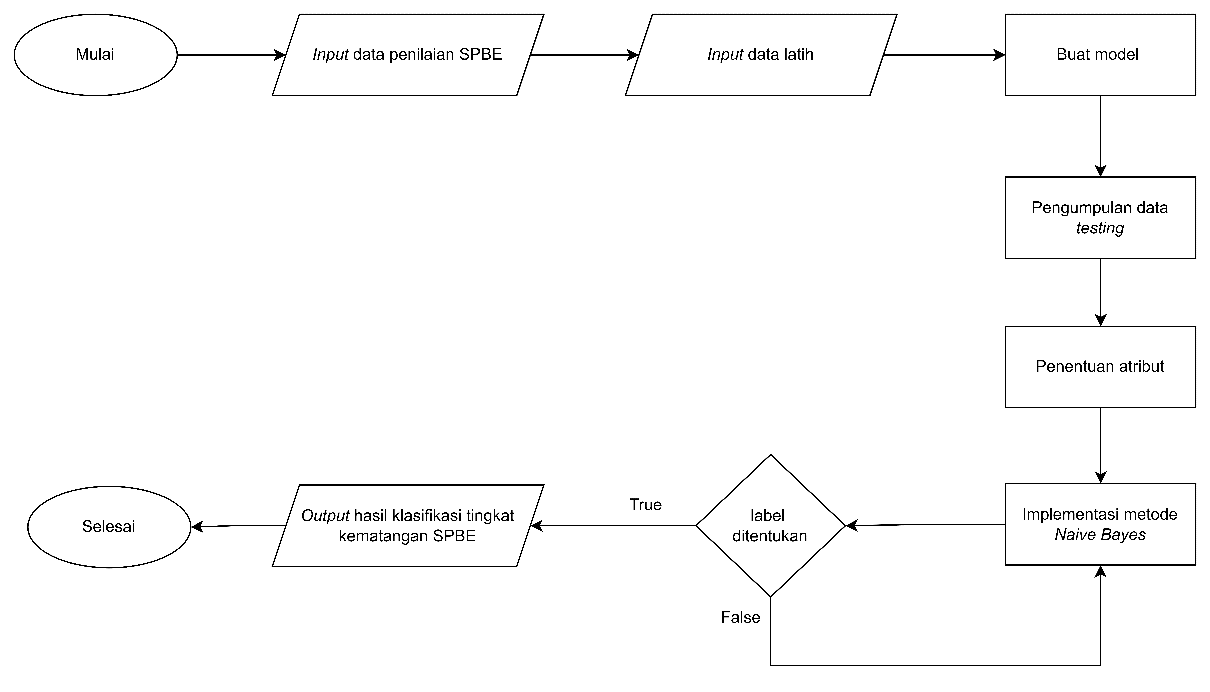 Mulai
Input data penilaian SPBE
Input data latih
Buat model
Pengumpulan data
testing
Penentuan atribut
Implementasi metode
Naive Bayes
label
ditentukan
True
False
Output hasil klasifikasi tingkat
kematangan SPBE
Selesai